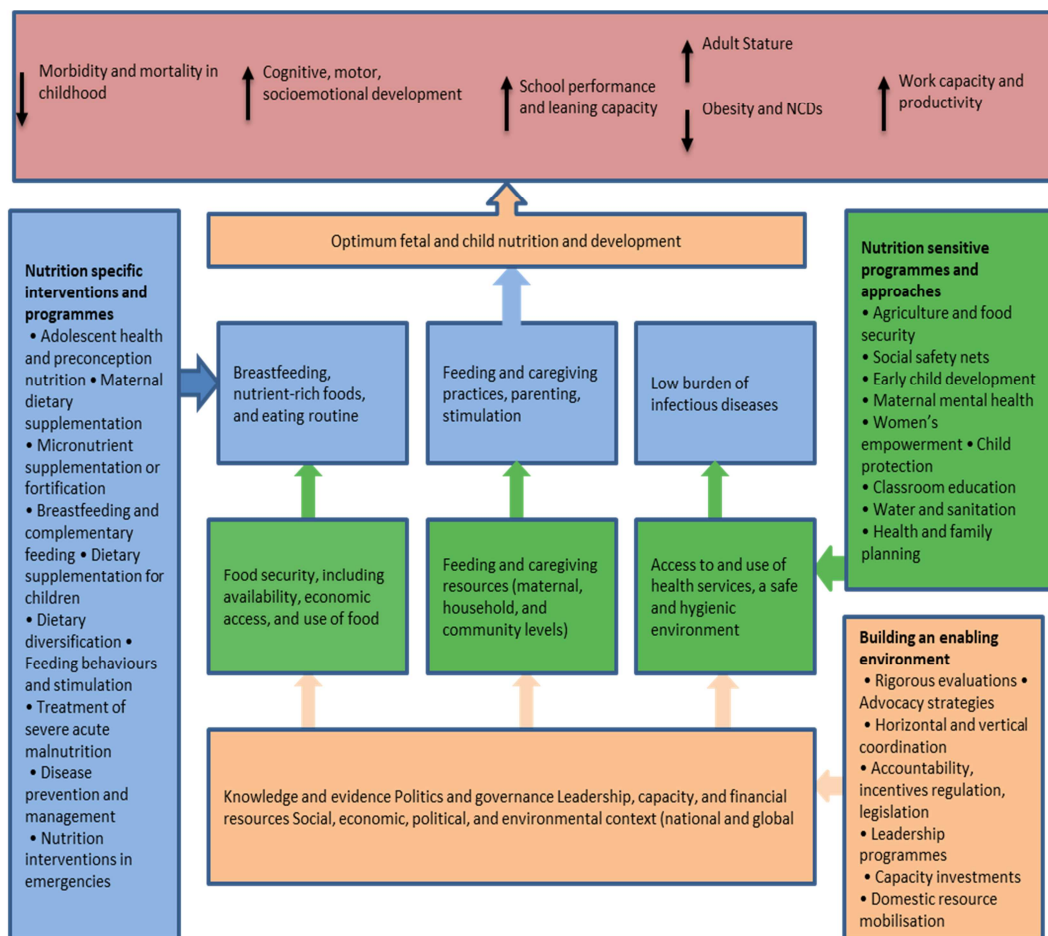 Morbidity and mortality in
childhood
Cognitive, motor,
socioemotional development
School performance
and leaning capacity
Adult Stature
Obesity and NCDs
Work capacity and
productivity
Optimum fetal and child nutrition and development
Nutrition specific
interventions and
programmes
• Adolescent health
and preconception
nutrition • Maternal
dietary
supplementation
• Micronutrient
supplementation or
fortification
• Breastfeeding and
complementary
feeding • Dietary
supplementation for
children
• Dietary
diversification •
Feeding behaviours
and stimulation
• Treatment of
severe acute
malnutrition
• Disease
prevention and
management
• Nutrition
interventions in
emergencies
Breastfeeding,
nutrient-rich foods,
and eating routine
Feeding and caregiving
practices, parenting,
stimulation
Low burden of
infectious diseases
Food security, including
availability, economic
access, and use of food
Feeding and caregiving
resources (maternal,
household, and
community levels)
Access to and use of
health services, a safe
and hygienic
environment
Knowledge and evidence Politics and governance Leadership, capacity, and financial
resources Social, economic, political, and environmental context (national and global
Nutrition sensitive
programmes and
approaches
• Agriculture and food
security
• Social safety nets
• Early child development
• Maternal mental health
• Women's
empowerment • Child
protection
• Classroom education
• Water and sanitation
• Health and family
planning
Building an enabling
environment
• Rigorous evaluations •
Advocacy strategies
• Horizontal and vertical
coordination
• Accountability,
incentives regulation,
legislation
• Leadership
programmes
• Capacity investments
• Domestic resource
mobilisation